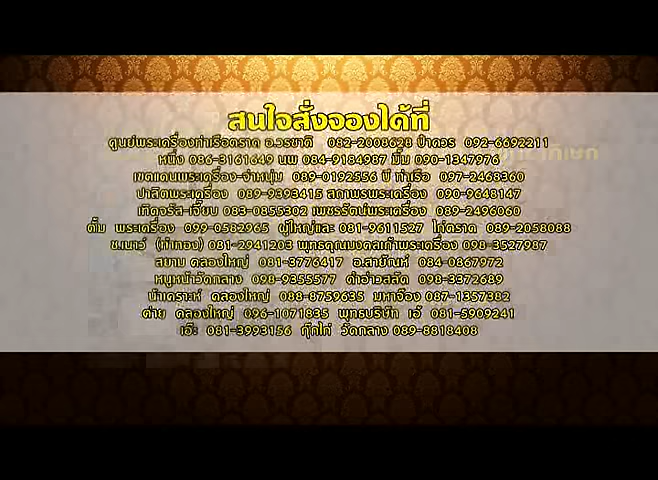 สนใจสั่งจองได้ที่
ศูนย์พระเครื่องท่าเรือตราด อ.วรชาติ 082-2008628 ป๋าควร 092-6692211
หนึ่ง 086-3161649 นพ 084-9184987 มิ้ม 090-1347976
เขตแดนพระเครื่อง-จ่าหนุ่ม 089-0192556 บี ท่าเรือ 097-2468360
ปาลิตพระเครื่อง 089-9393415 สถาพรพระเครื่อง 090-9648147
เทิดจรัส-เจี๊ยบ 083-0855302 เพชรรัตน์พระเครื่อง 089-2496060
ตั้ม พระเครื่อง 099-0582965 ผู้ใหญ่แกละ 081-9611527 ไก่ตราด 089-2058088
ช.เนาว์ (ท่าทอง) 081-2941203 พุทธคุณมงคลเก้าพระเครื่อง 098-3527987
สยาม คลองใหญ่ 081-3776417 อ.สายัณห์ 084-0867972
หนูหน้าวัดกลาง 098-9355577 ดำอ่าวสลัด 098-3372689
น้าเคราะห์ คลองใหญ่ 088-8759635 มหาจ๊อง 087-1357382
ต่าย คลองใหญ่ 096-1071835 พุทธบริษัท เอ้ 081-5909241
เอ๊ะ 081-3993156 กุ๊กไก่ วัดกลาง 089-8818408